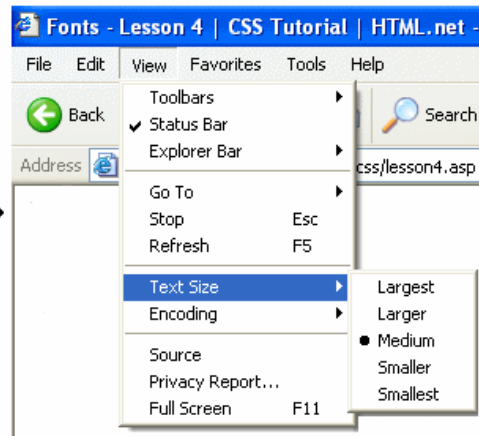 Fonts - Lesson 4 | CSS Tutorial | HTML.net -
File Edit View Favorites Tools Help
Back Search
Address css/lesson4.asp
Toolbars
Status Bar
Explorer Bar
Go To
Stop Esc
Refresh F5
Text Size
Encoding
Source
Privacy Report...
Full Screen F11
Largest
Larger
Medium
Smaller
Smallest